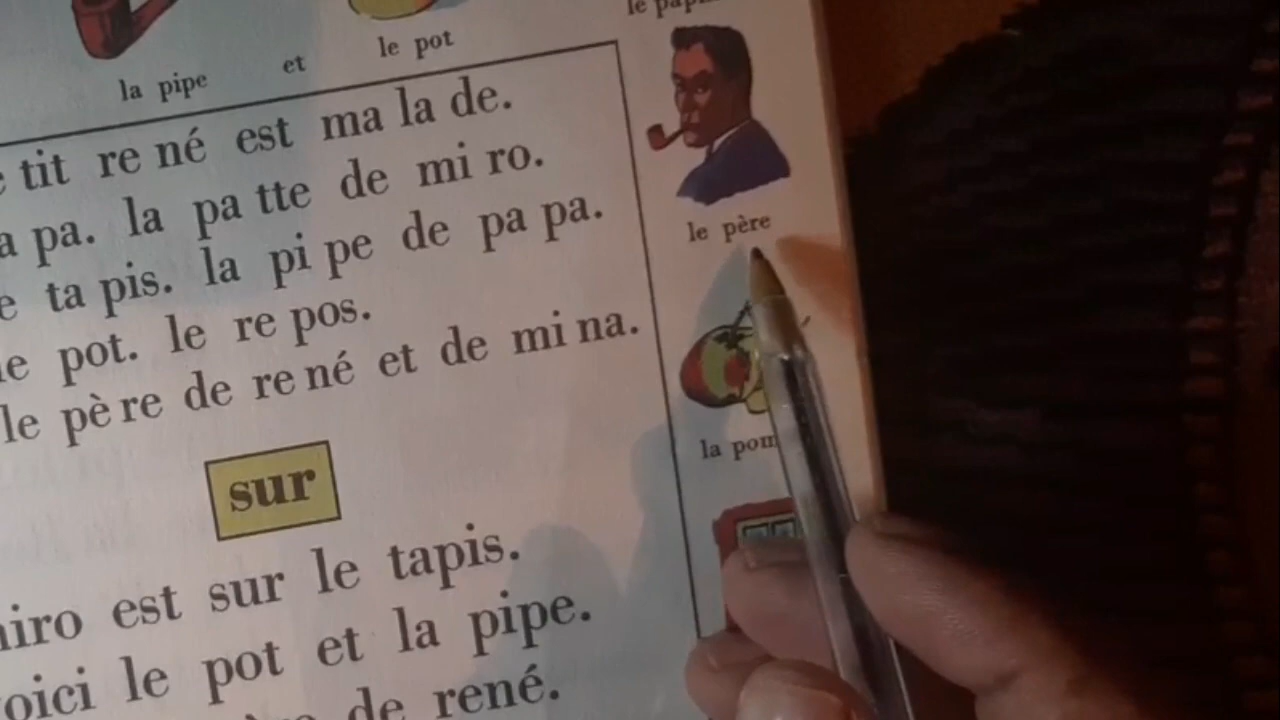 la pipe et le pot
tit re né est ma la de.
pa. la pa tte de mi ro.
ta pis. la pi pe de pa pa.
pot. le re pos.
le pè re de re né et de mi na.
sur
est sur le tapis.
le pot et la pipe.
de rené.
le
le père
la